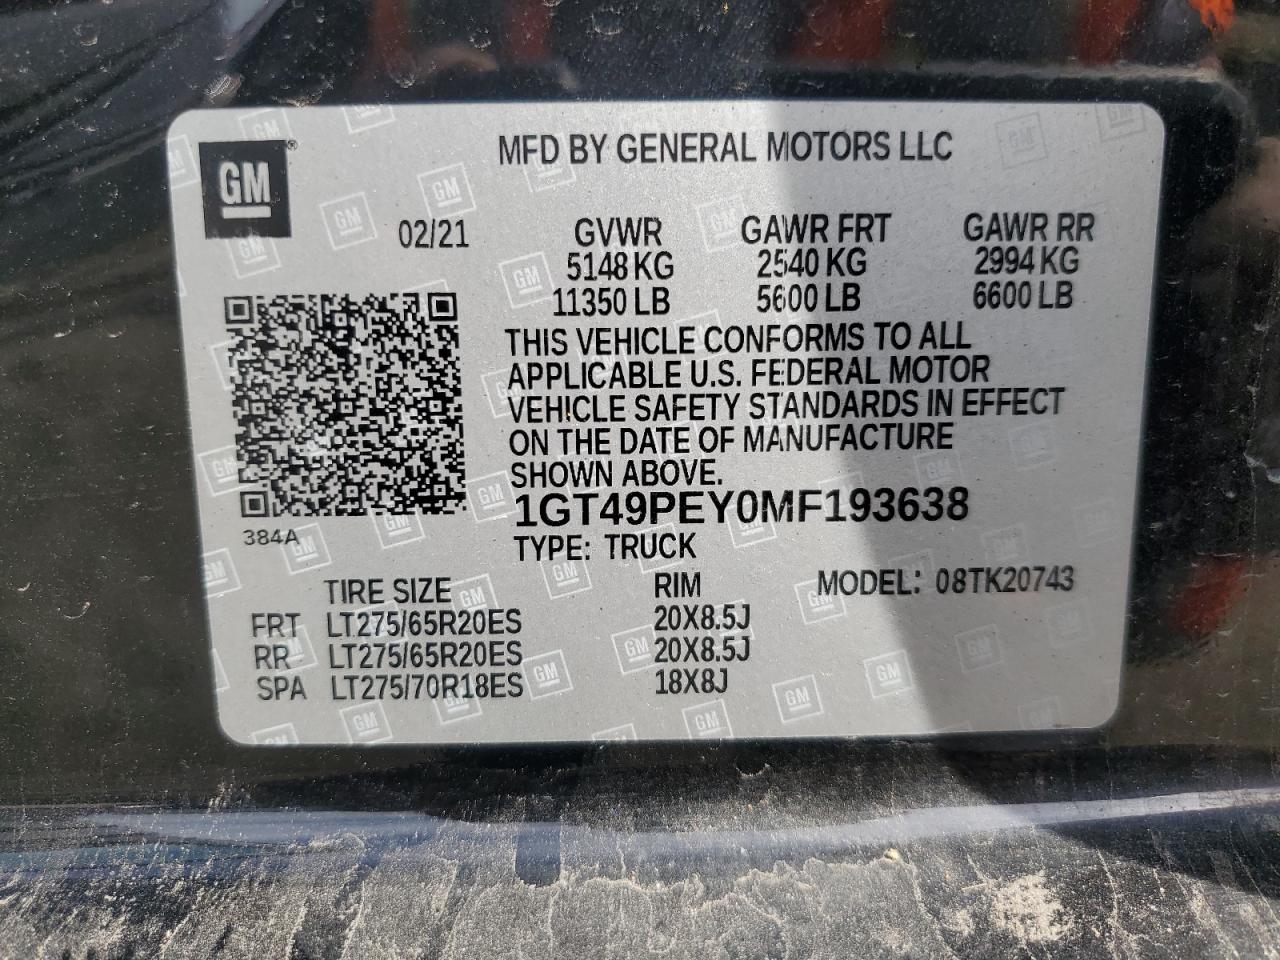 MFD BY GENERAL MOTORS LLC
GM®
02/21
GVWR GAWR FRT GAWR RR
5148 KG 2540 KG 2994 KG
11350 LB 5600 LB 6600 LB
THIS VEHICLE CONFORMS TO ALL
APPLICABLE U.S. FEDERAL MOTOR
VEHICLE SAFETY STANDARDS IN EFFECT
ON THE DATE OF MANUFACTURE
SHOWN ABOVE.
1GT49PEY0MF193638
384A
TYPE: TRUCK
TIRE SIZE RIM MODEL: 08TK20743
FRT LT275/65R20ES 20X8.5J
RR LT275/65R20ES 20X8.5J
SPA LT275/70R18ES 18X8J